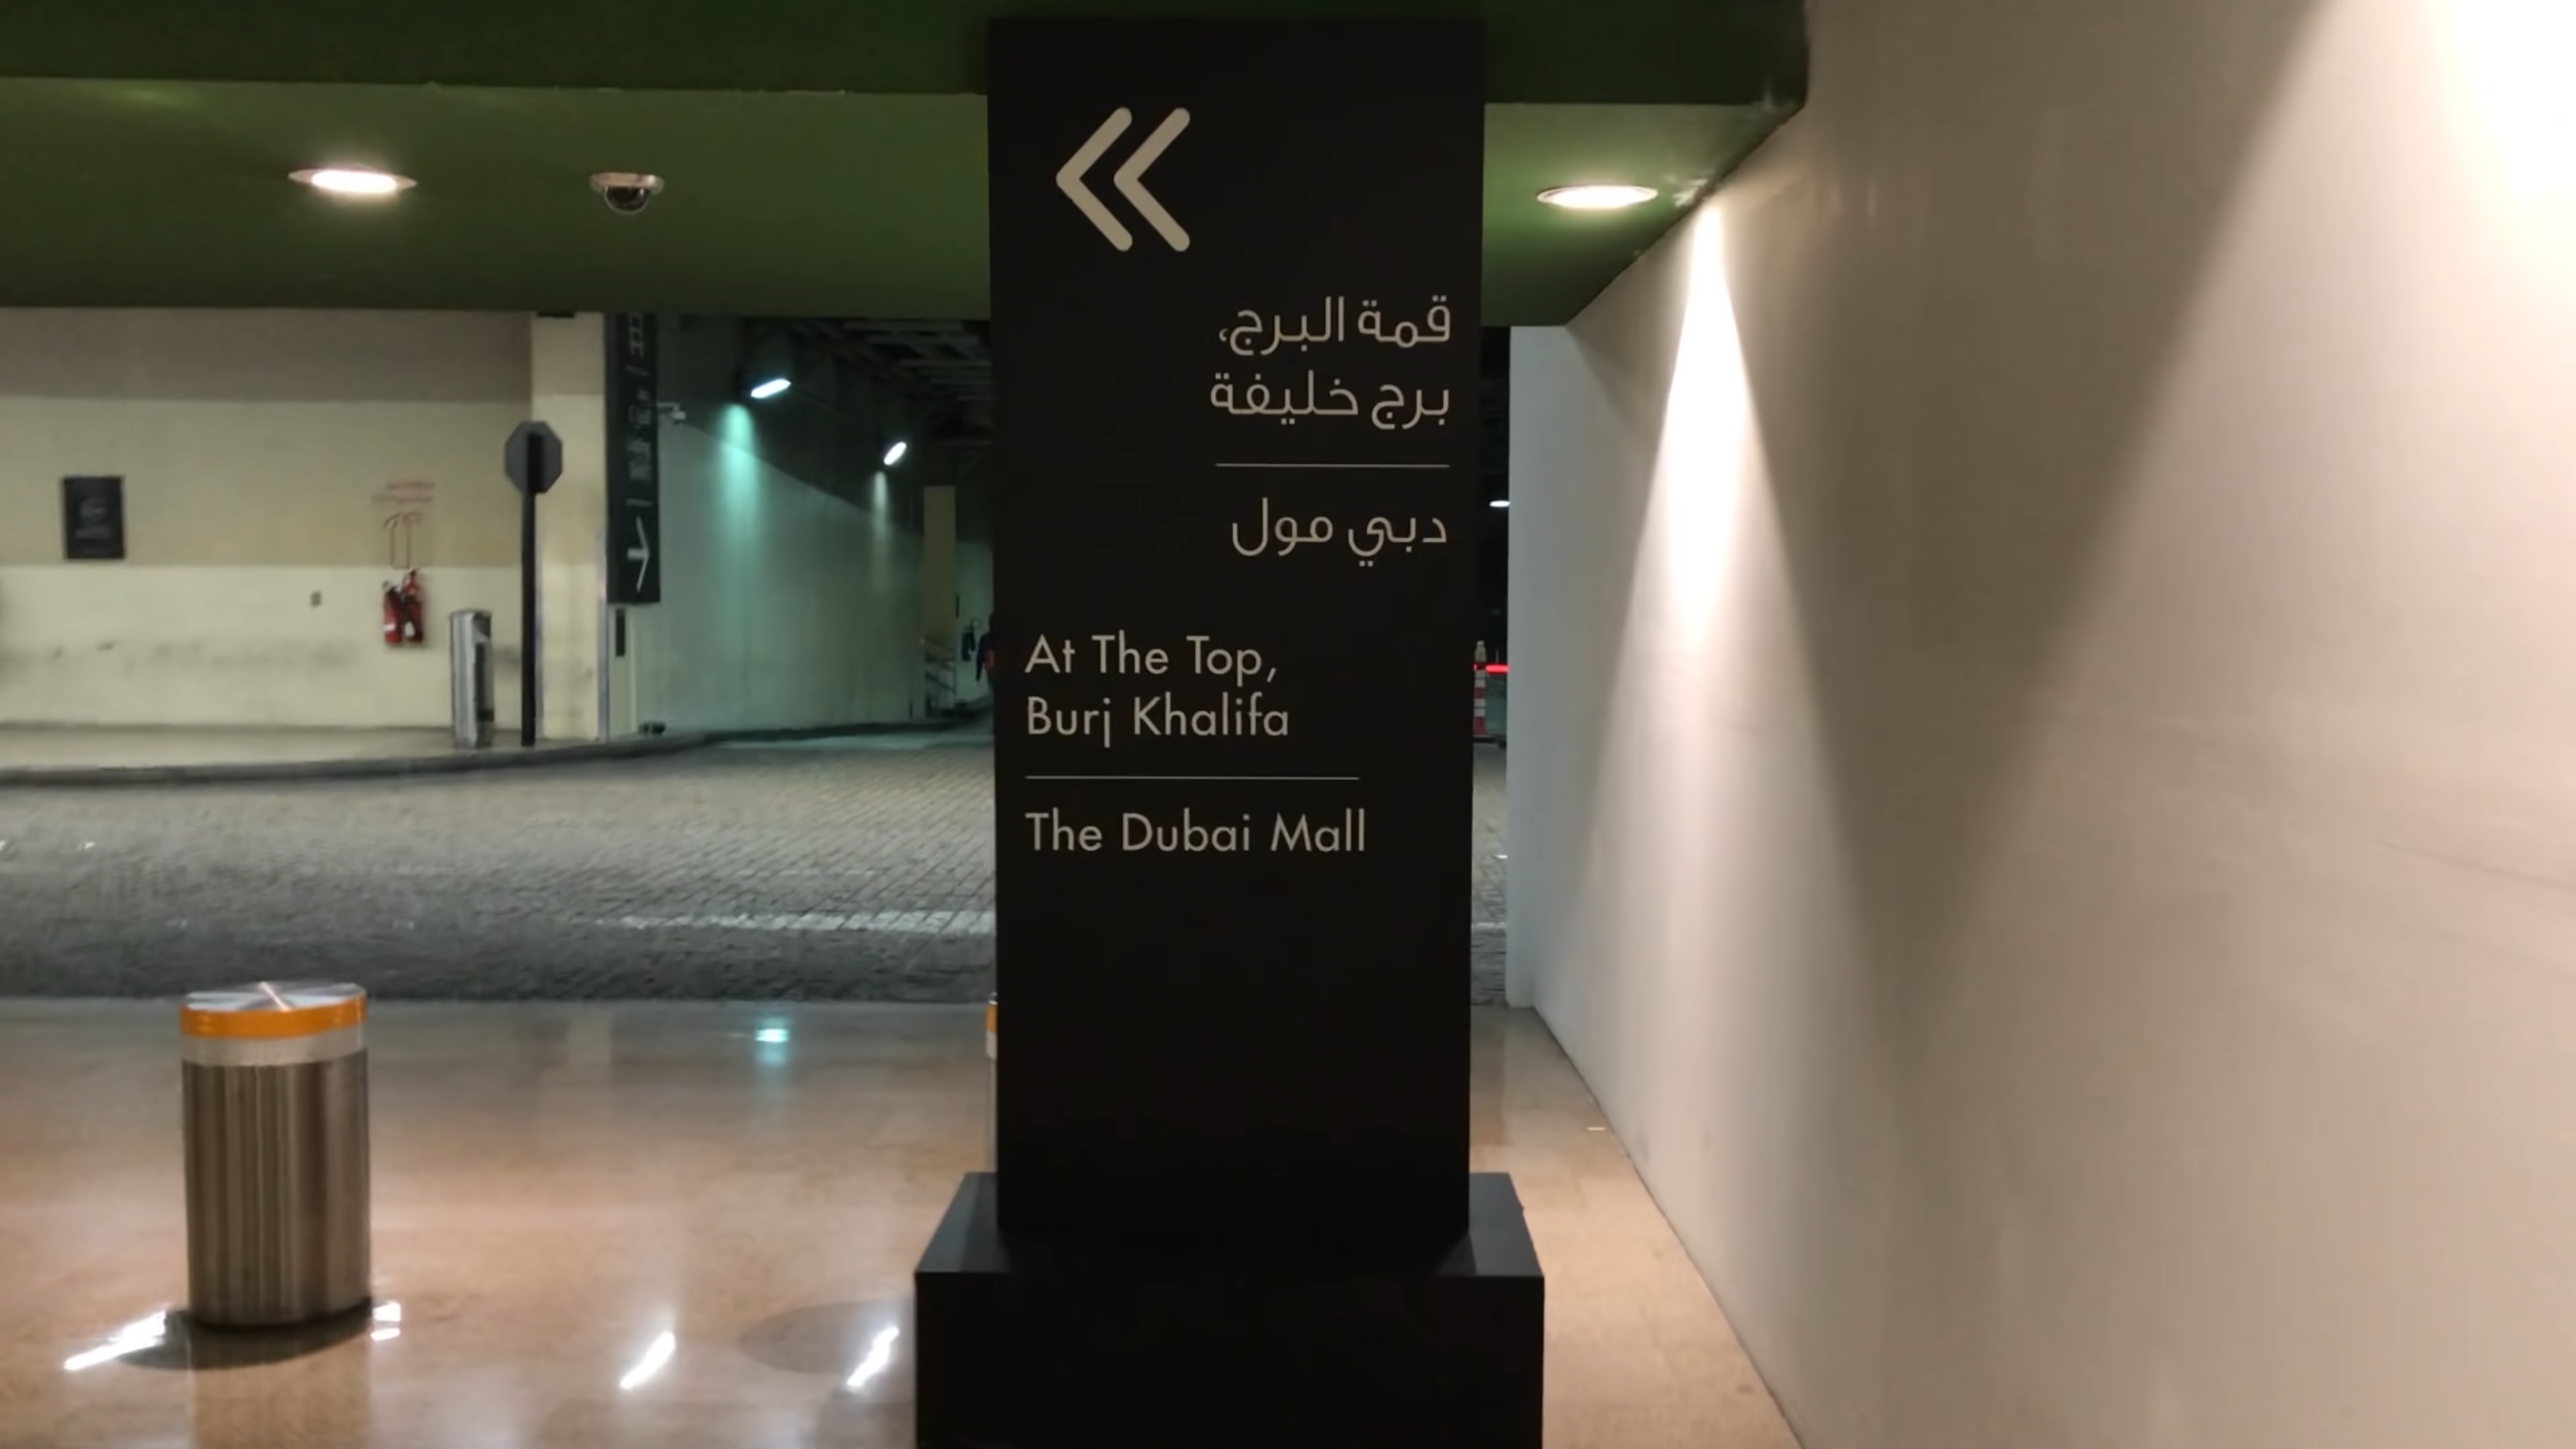 قمة البرج،
برج خليفة
دبي مول
At The Top,
Burj Khalifa
The Dubai Mall